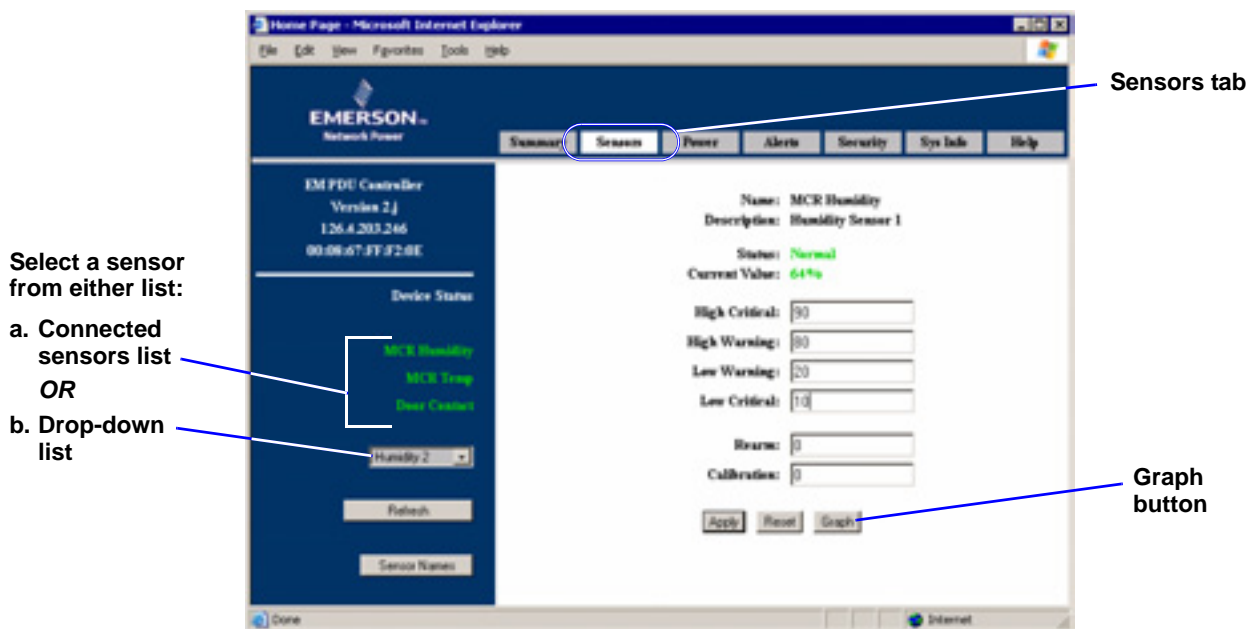 Home Page - Microsoft Internet Explorer
File Edit View Favorites Tools Help
EMERSON
Network Power
Summary Sensors Power Alerts Security Sys Info Help
Sensors tab
EM PDU Controller
Version 2.j
126.4.203.246
00:08:67:FF:F2:0E
Device Status
MCR Humidity
MCR Temp
Door Contact
Humidity 2
Refresh
Sensor Names
Select a sensor
from either list:
a. Connected
sensors list
OR
b. Drop-down
list
Name: MCR Humidity
Description: Humidity Sensor 1
Status: Normal
Current Value: 64%
High Critical: 90
High Warning: 80
Low Warning: 20
Low Critical: 10
Rearm: 0
Calibration: 0
Apply Reset Graph
Graph
button
Done Internet